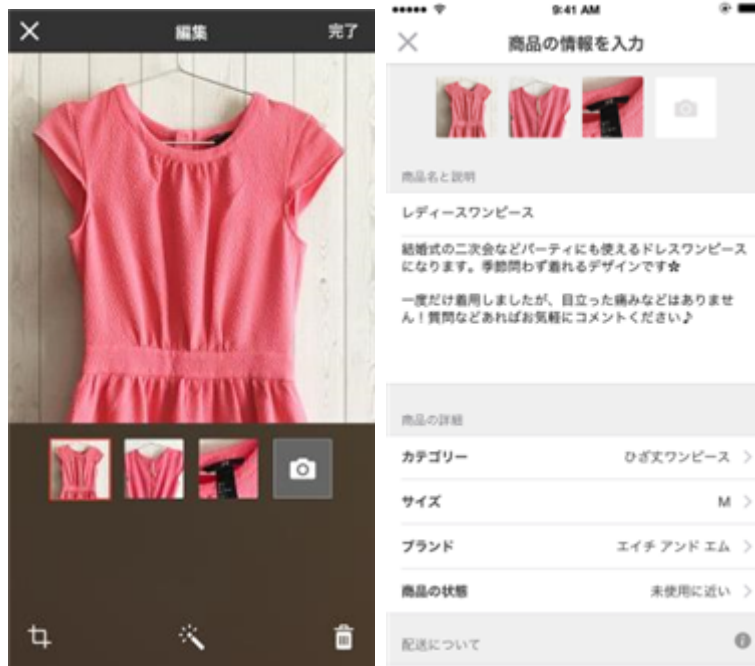 編集
完了
9:41 AM
商品の情報を入力
商品名と説明
レディースワンピース
結婚式の二次会などパーティにも使えるドレスワンピース
になります。季節問わず着れるデザインです☆
一度だけ着用しましたが、目立った痛みなどはありませ
ん!質問などあればお気軽にコメントください♪
商品の詳細
カテゴリー ひざ丈ワンピース
サイズ M
ブランド エイチ アンド エム
商品の状態 未使用に近い
配送について